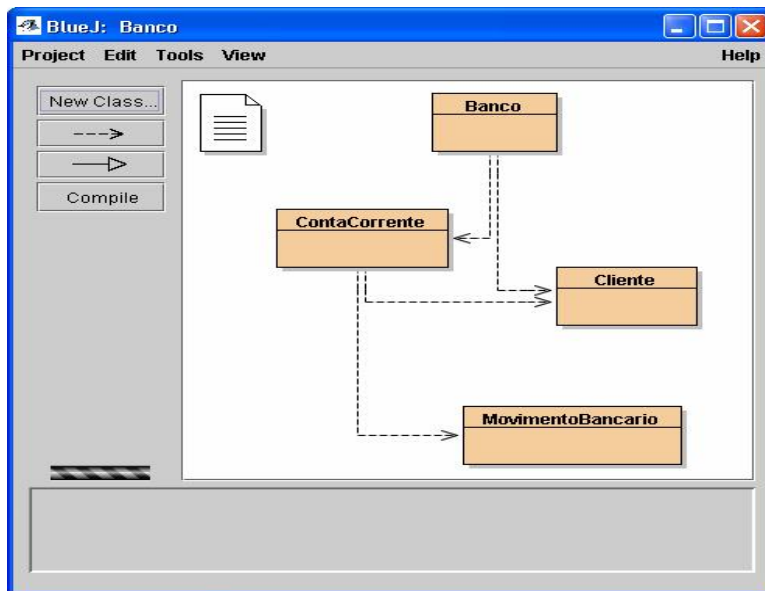 BlueJ: Banco
Project Edit Tools View Help
New Class...
Compile
Banco
ContaCorrente
Cliente
MovimentoBancario